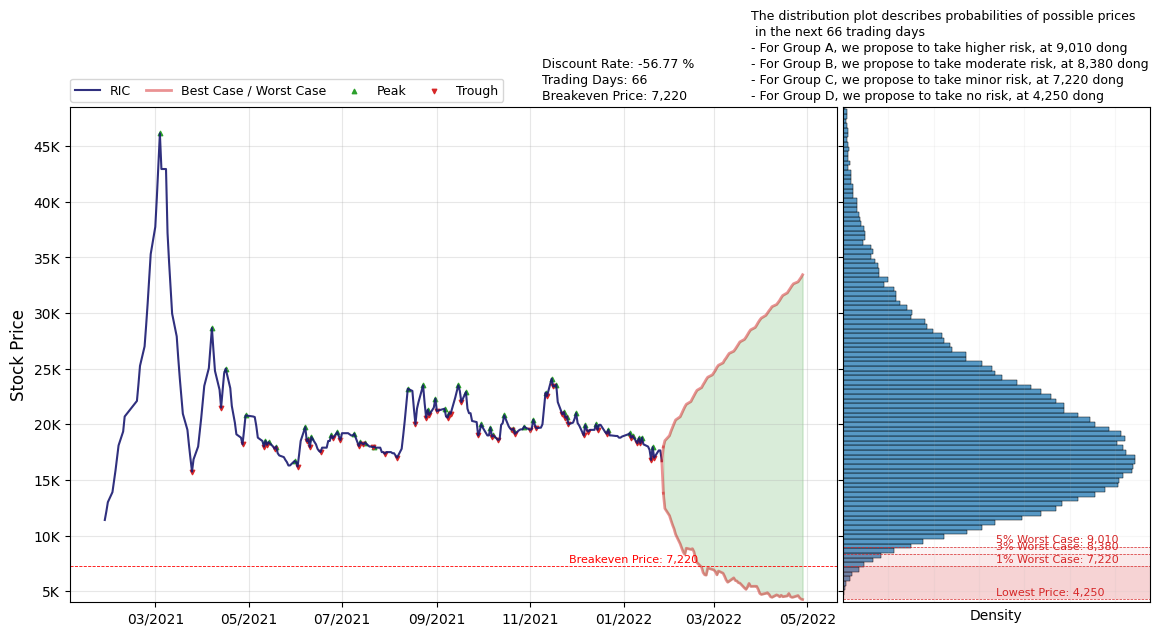 The distribution plot describes probabilities of possible prices
in the next 66 trading days
- For Group A, we propose to take higher risk, at 9,010 dong
- For Group B, we propose to take moderate risk, at 8,380 dong
- For Group C, we propose to take minor risk, at 7,220 dong
- For Group D, we propose to take no risk, at 4,250 dong
Discount Rate: -56.77 %
Trading Days: 66
Breakeven Price: 7,220
RIC Best Case / Worst Case Peak Trough
Stock Price
45K
40K
35K
30K
25K
20K
15K
10K
5K
Breakeven Price: 7,220
5% Worst Case: 9,010
3% Worst Case: 8,380
1% Worst Case: 7,220
Lowest Price: 4,250
03/2021 05/2021 07/2021 09/2021 11/2021 01/2022 03/2022 05/2022
Density